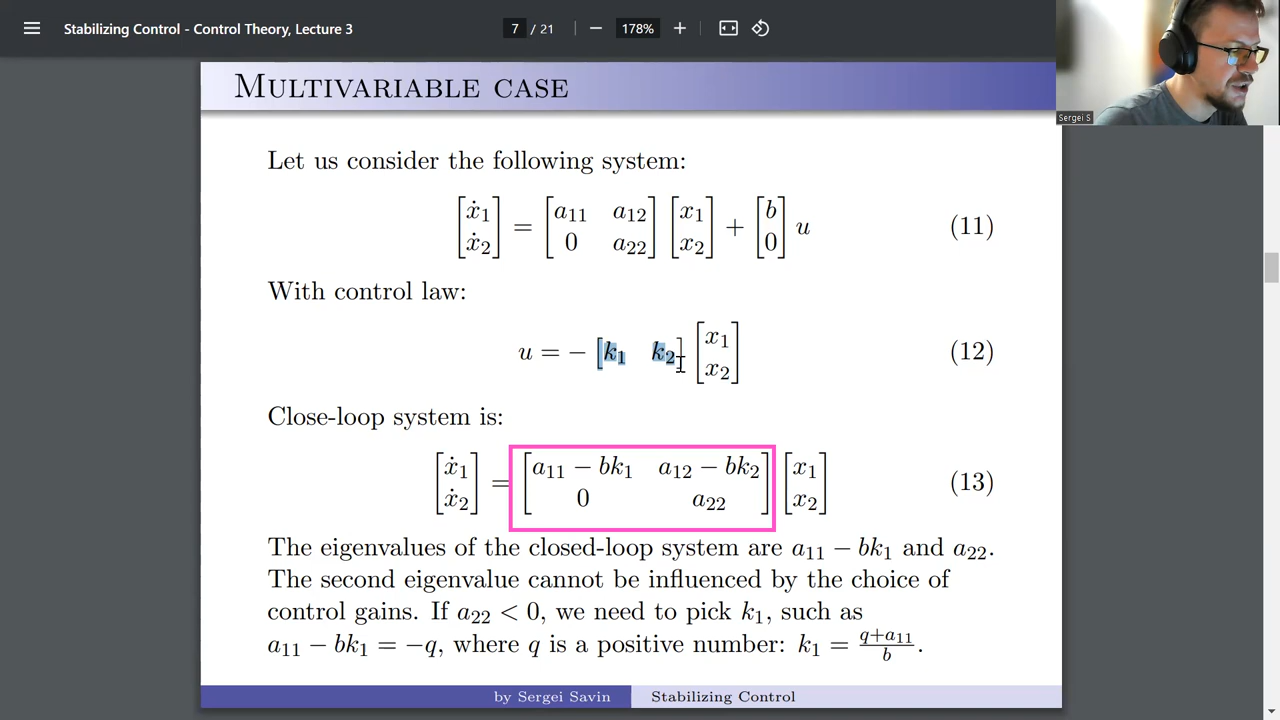 Stabilizing Control - Control Theory, Lecture 3
7 / 21
178%
Sergei S
MULTIVARIABLE CASE
Let us consider the following system:
[ẋ₁; ẋ₂] = [a₁₁ a₁₂; 0 a₂₂] [x₁; x₂] + [b; 0] u (11)
With control law:
u = − [k₁ k₂] [x₁; x₂] (12)
Close-loop system is:
[ẋ₁; ẋ₂] = [a₁₁ − bk₁ a₁₂ − bk₂; 0 a₂₂] [x₁; x₂] (13)
The eigenvalues of the closed-loop system are a₁₁ − bk₁ and a₂₂.
The second eigenvalue cannot be influenced by the choice of
control gains. If a₂₂ < 0, we need to pick k₁, such as
a₁₁ − bk₁ = −q, where q is a positive number: k₁ = (q+a₁₁)/b.
by Sergei Savin Stabilizing Control